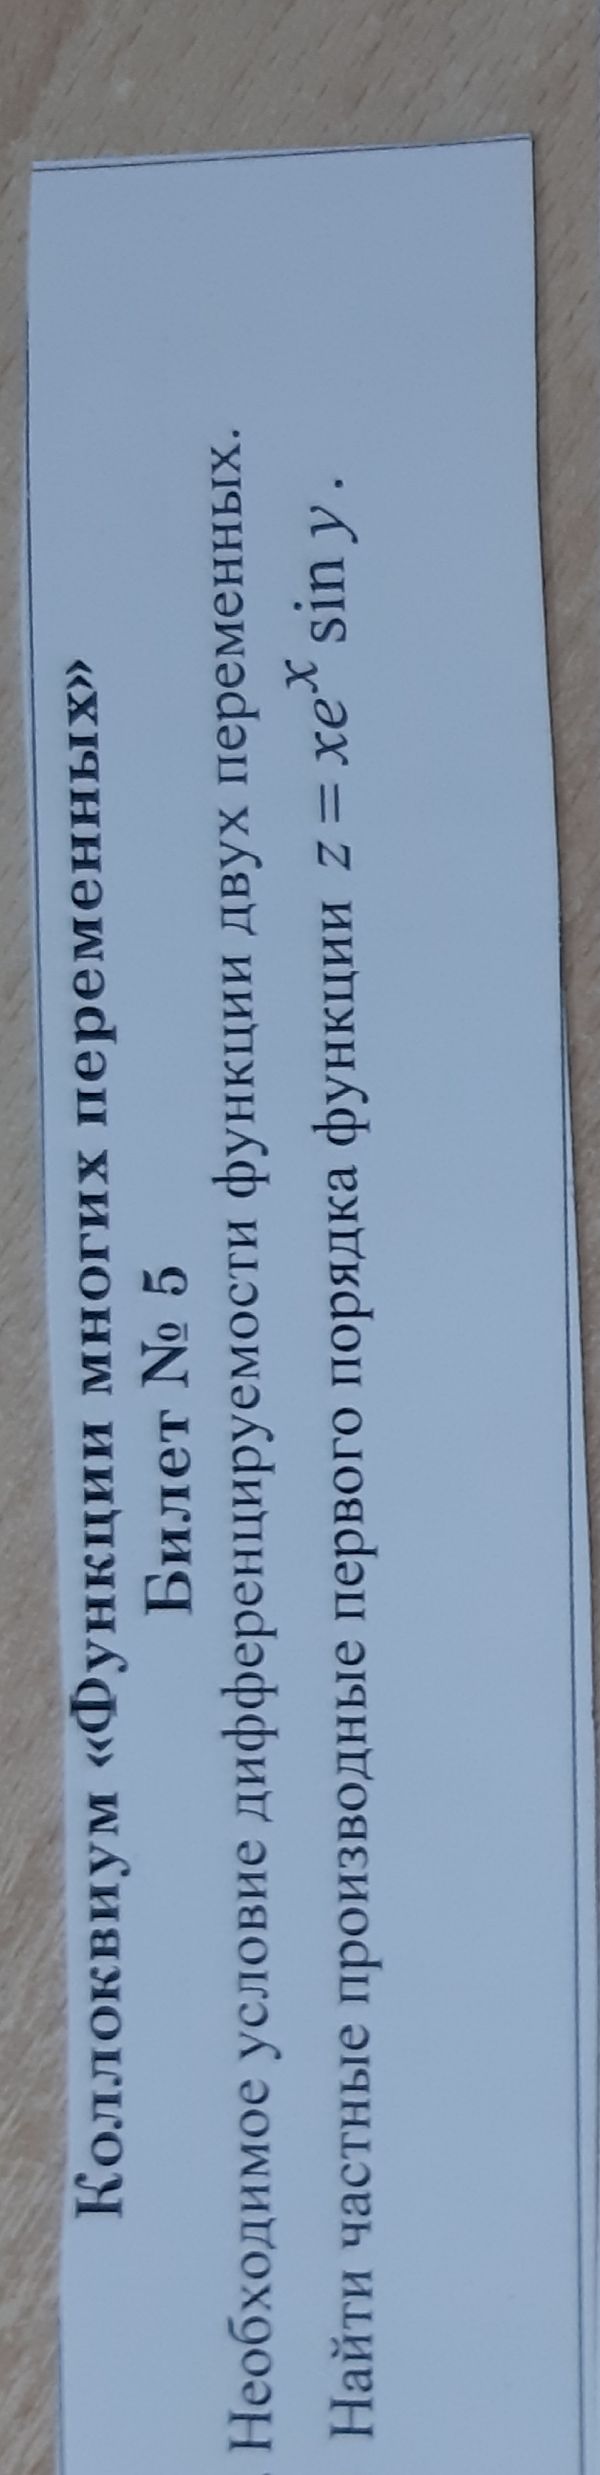 Коллоквиум «Функции многих переменных»
Билет № 5
Необходимое условие дифференцируемости функции двух переменных.
Найти частные производные первого порядка функции z = xeˣ sin y.